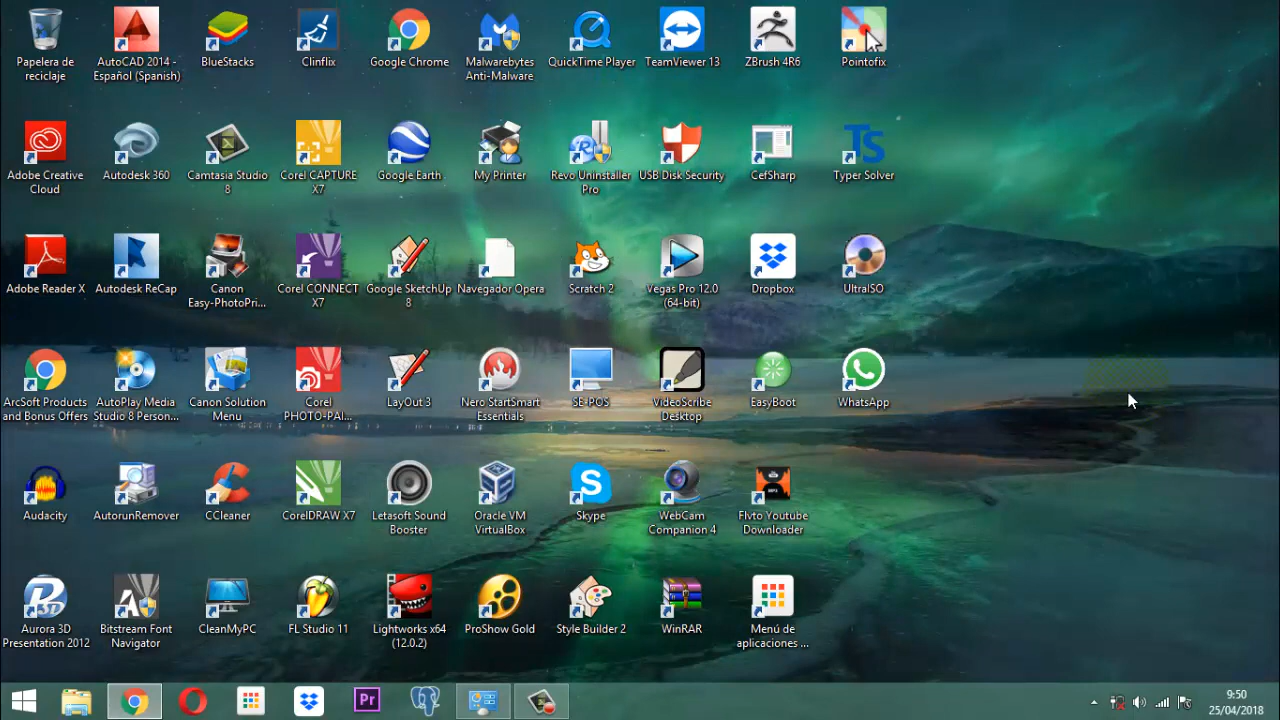 Papelera de
reciclaje
AutoCAD 2014 -
Español (Spanish)
BlueStacks
Clinflix
Google Chrome
Malwarebytes
Anti-Malware
QuickTime Player
TeamViewer 13
ZBrush 4R6
Pointofix
Adobe Creative
Cloud
Autodesk 360
Camtasia Studio
8
Corel CAPTURE
X7
Google Earth
My Printer
Revo Uninstaller
Pro
USB Disk Security
CefSharp
TS
Typer Solver
Adobe Reader X
Autodesk ReCap
Canon
Easy-PhotoPri...
Corel CONNECT
X7
Google SketchUp
8
Navegador Opera
Scratch 2
Vegas Pro 12.0
(64-bit)
Dropbox
UltraISO
ArcSoft Products
and Bonus Offers
AutoPlay Media
Studio 8 Person...
Canon Solution
Menu
Corel
PHOTO-PAI...
LayOut 3
Nero StartSmart
Essentials
SE-POS
VideoScribe
Desktop
EasyBoot
WhatsApp
Audacity
AutorunRemover
CCleaner
CorelDRAW X7
Letasoft Sound
Booster
Oracle VM
VirtualBox
Skype
WebCam
Companion 4
Flvto Youtube
Downloader
Aurora 3D
Presentation 2012
Bitstream Font
Navigator
CleanMyPC
FL Studio 11
Lightworks x64
(12.0.2)
ProShow Gold
Style Builder 2
WinRAR
Menú de
aplicaciones ...
Pr
9:50
25/04/2018